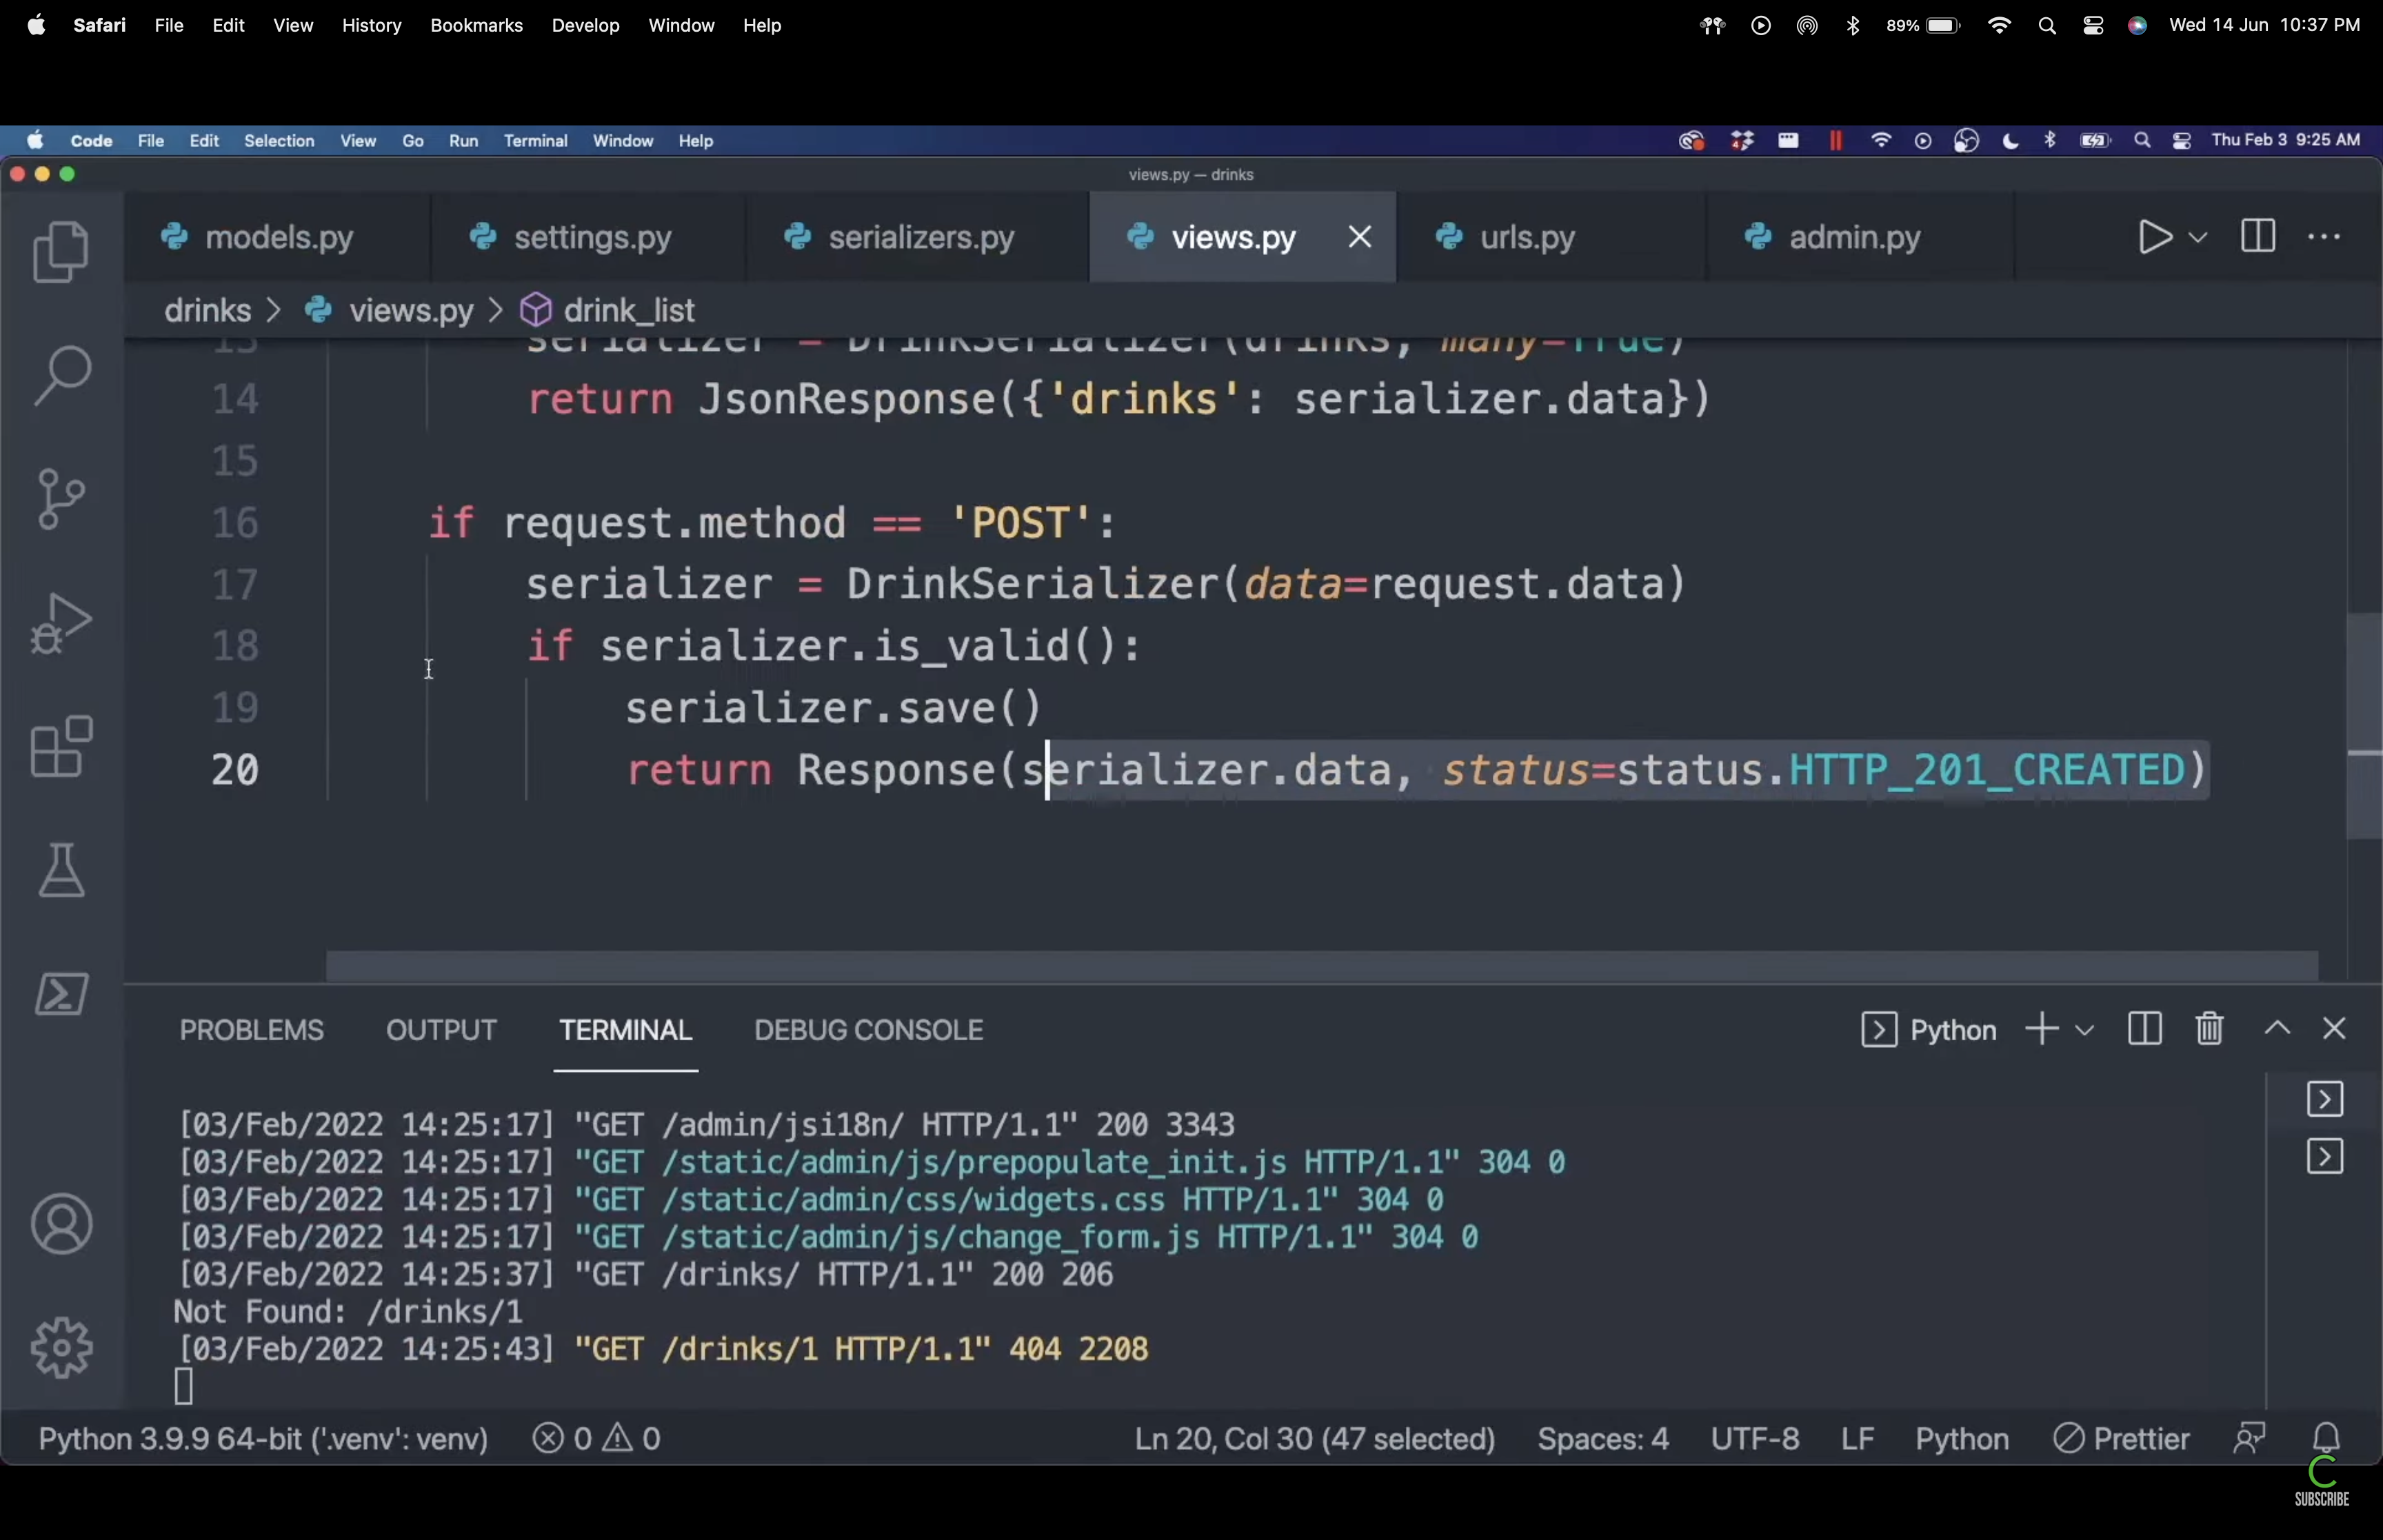 Safari File Edit View History Bookmarks Develop Window Help 89% Wed 14 Jun 10:37 PM
Code File Edit Selection View Go Run Terminal Window Help 4 Thu Feb 3 9:25 AM
views.py — drinks
models.py settings.py serializers.py views.py urls.py admin.py
drinks > views.py > drink_list
13 serializer = DrinkSerializer(drinks, many=True)
14 return JsonResponse({'drinks': serializer.data})
15
16 if request.method == 'POST':
17 serializer = DrinkSerializer(data=request.data)
18 if serializer.is_valid():
19 serializer.save()
20 return Response(serializer.data, status=status.HTTP_201_CREATED)
PROBLEMS OUTPUT TERMINAL DEBUG CONSOLE Python
[03/Feb/2022 14:25:17] "GET /admin/jsi18n/ HTTP/1.1" 200 3343
[03/Feb/2022 14:25:17] "GET /static/admin/js/prepopulate_init.js HTTP/1.1" 304 0
[03/Feb/2022 14:25:17] "GET /static/admin/css/widgets.css HTTP/1.1" 304 0
[03/Feb/2022 14:25:17] "GET /static/admin/js/change_form.js HTTP/1.1" 304 0
[03/Feb/2022 14:25:37] "GET /drinks/ HTTP/1.1" 200 206
Not Found: /drinks/1
[03/Feb/2022 14:25:43] "GET /drinks/1 HTTP/1.1" 404 2208
Python 3.9.9 64-bit ('.venv': venv) 0 0 Ln 20, Col 30 (47 selected) Spaces: 4 UTF-8 LF Python Prettier
C
SUBSCRIBE